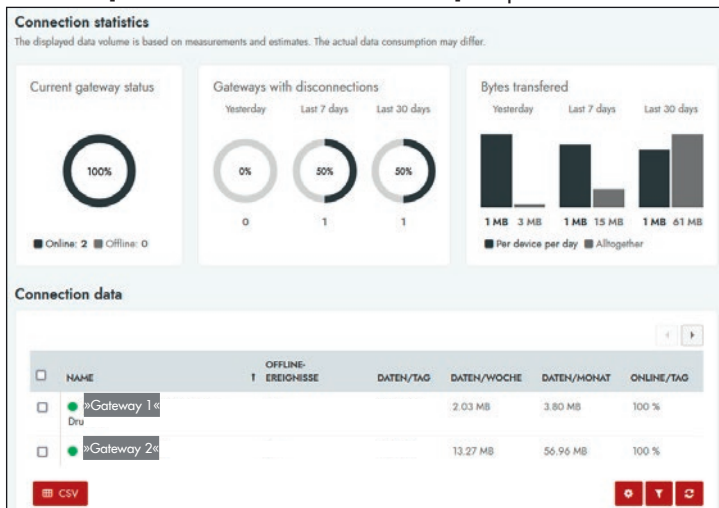 Connection statistics
The displayed data volume is based on measurements and estimates. The actual data consumption may differ.
Current gateway status
100%
Online: 2 Offline: 0
Gateways with disconnections
Yesterday Last 7 days Last 30 days
0% 50% 50%
0 1 1
Bytes transfered
Yesterday Last 7 days Last 30 days
1 MB 3 MB 1 MB 15 MB 1 MB 61 MB
Per device per day Alltogether
Connection data
NAME ↑ OFFLINE-EREIGNISSE DATEN/TAG DATEN/WOCHE DATEN/MONAT ONLINE/TAG
»Gateway 1« 2.03 MB 3.80 MB 100 %
Dru
»Gateway 2« 13.27 MB 56.96 MB 100 %
CSV